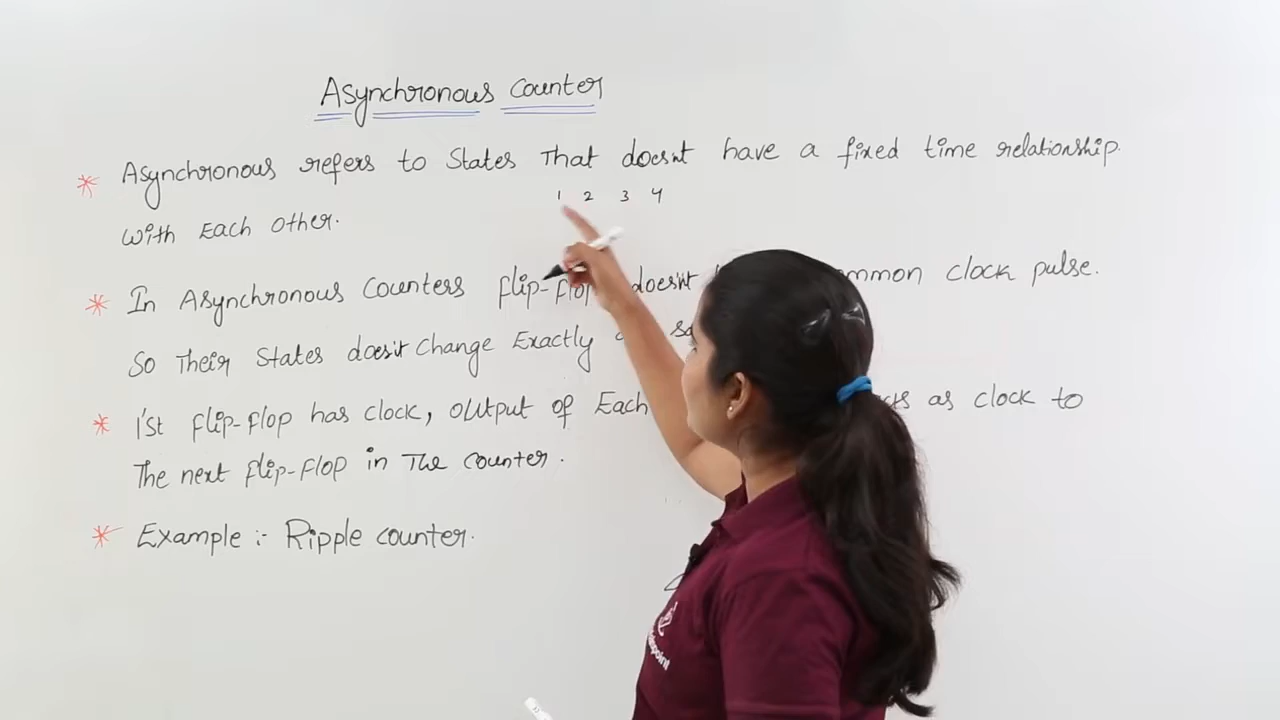 Asynchronous Counter
* Asynchronous refers to States That doesn't have a fixed time relationship
1 2 3 4
With Each Other.
* In Asynchronous Counters flip-flop doesn't clock pulse.
So Their States doesn't Change Exactly
* 1'st flip-flop has clock, output of Each as clock to
The next flip-flop in The counter.
* Example :- Ripple counter.